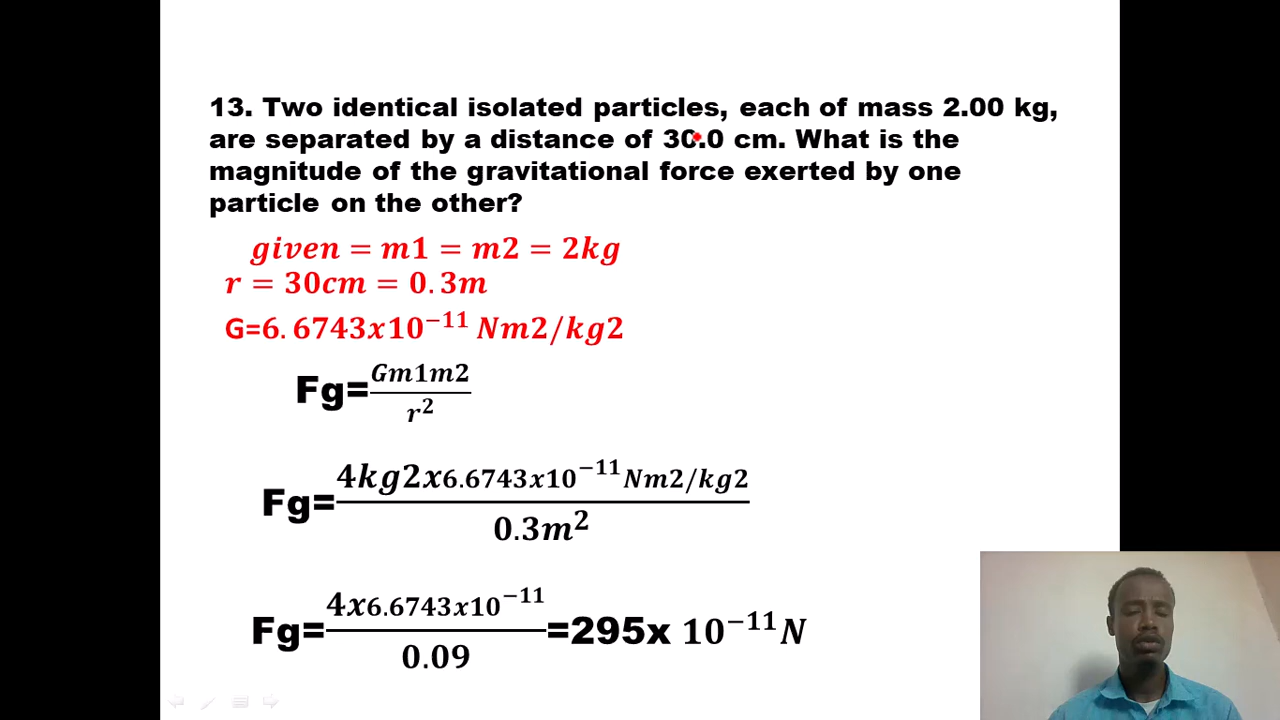 13. Two identical isolated particles, each of mass 2.00 kg,
are separated by a distance of 30.0 cm. What is the
magnitude of the gravitational force exerted by one
particle on the other?
given = m1 = m2 = 2kg
r = 30cm = 0.3m
G=6.6743x10⁻¹¹ Nm2/kg2
Fg=Gm1m2/r²
Fg=4kg2x6.6743x10⁻¹¹Nm2/kg2/0.3m²
Fg=4x6.6743x10⁻¹¹/0.09=295x 10⁻¹¹N